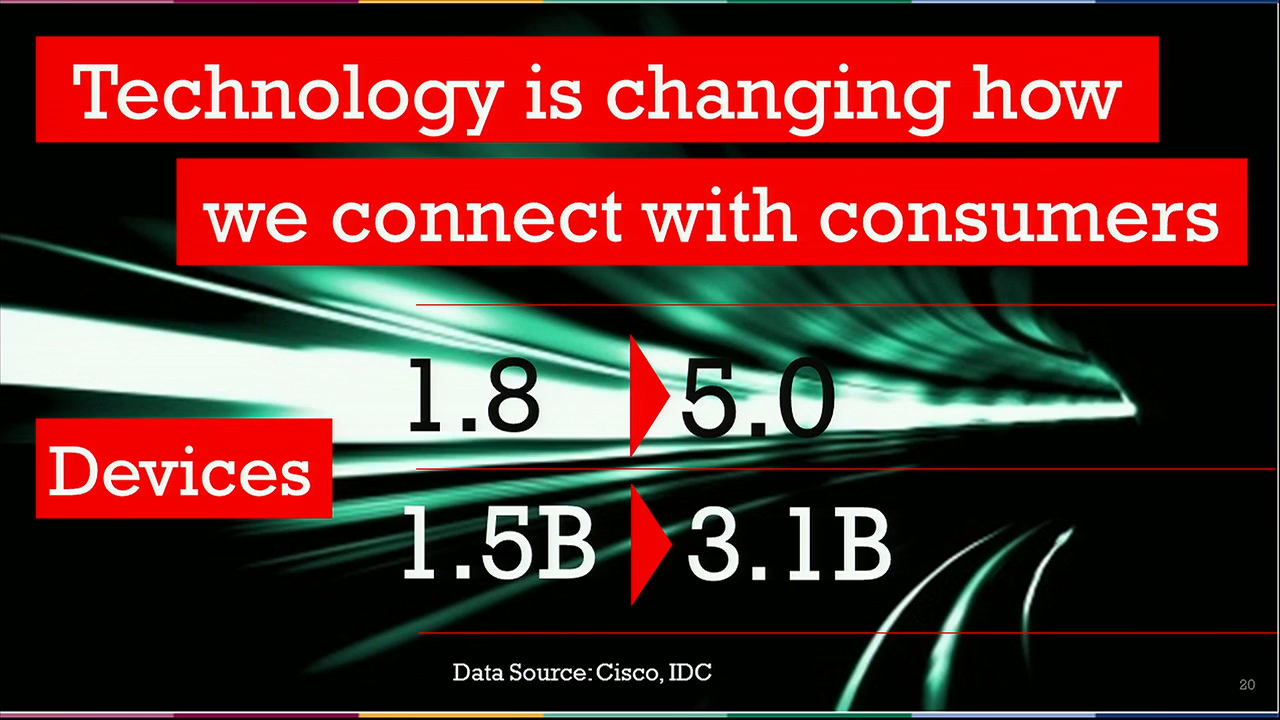 Technology is changing how
we connect with consumers
1.8 5.0
Devices
1.5B 3.1B
Data Source: Cisco, IDC
20